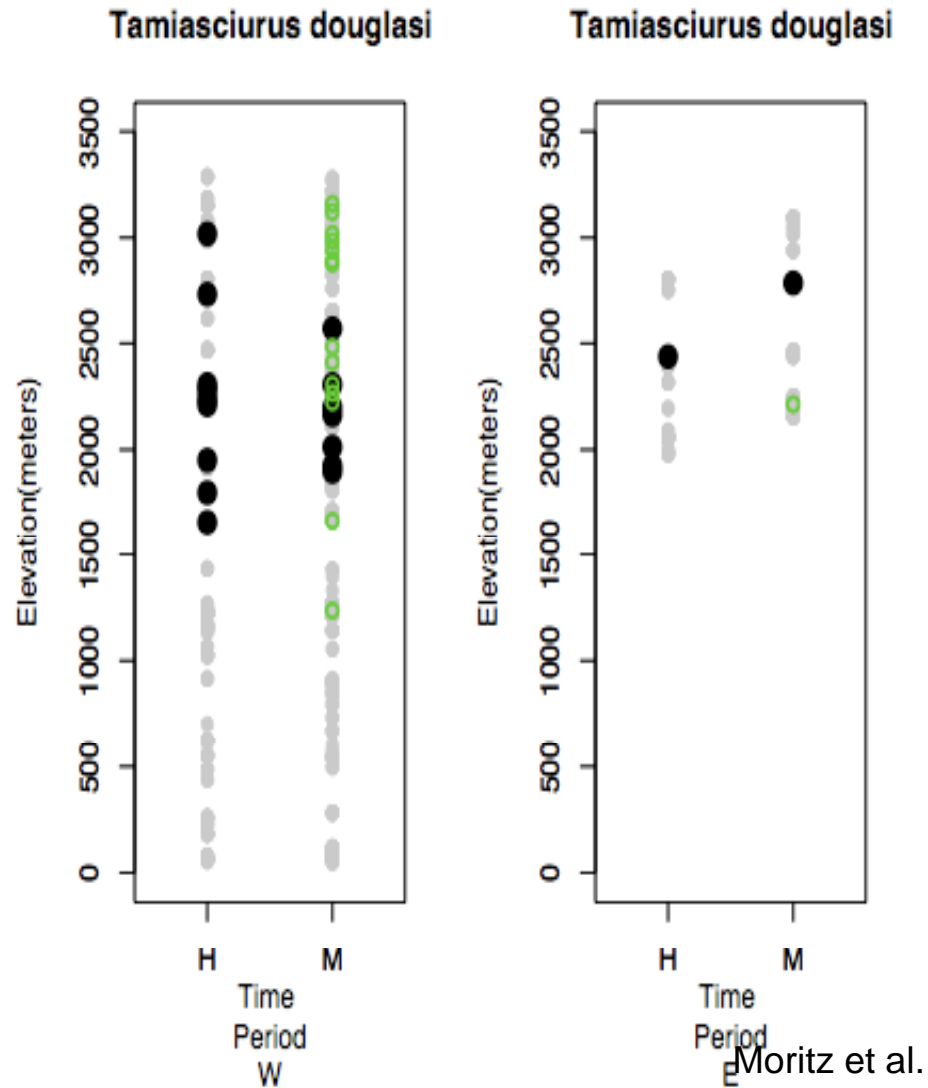 Tamiasciurus douglasi
Elevation(meters)
3500
3000
2500
2000
1500
1000
500
0
H M
Time
Period
W
Tamiasciurus douglasi
Elevation(meters)
3500
3000
2500
2000
1500
1000
500
0
H M
Time
Period
E
Moritz et al.